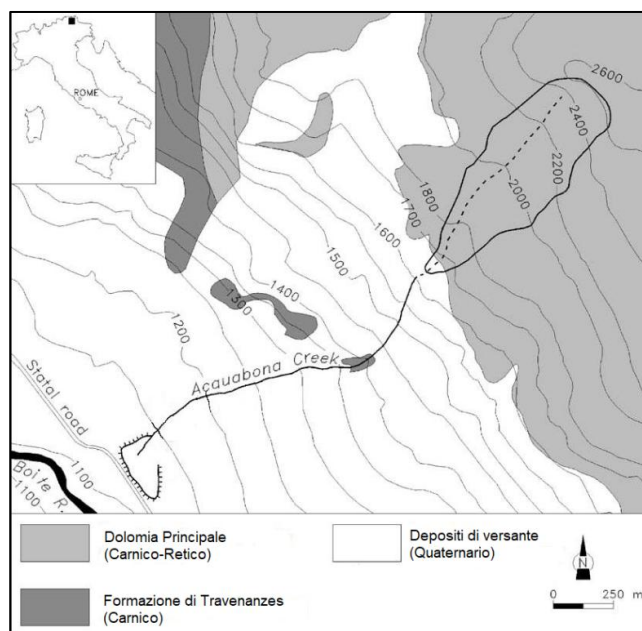 ROME
2600
2400
2200
2000
1800
1700
1600
1500
1400
1300
1200
Acquabona Creek
Statal road
Boite R.
1100
1100
Dolomia Principale
(Carnico-Retico)
Depositi di versante
(Quaternario)
Formazione di Travenanzes
(Carnico)
N
0 250 m